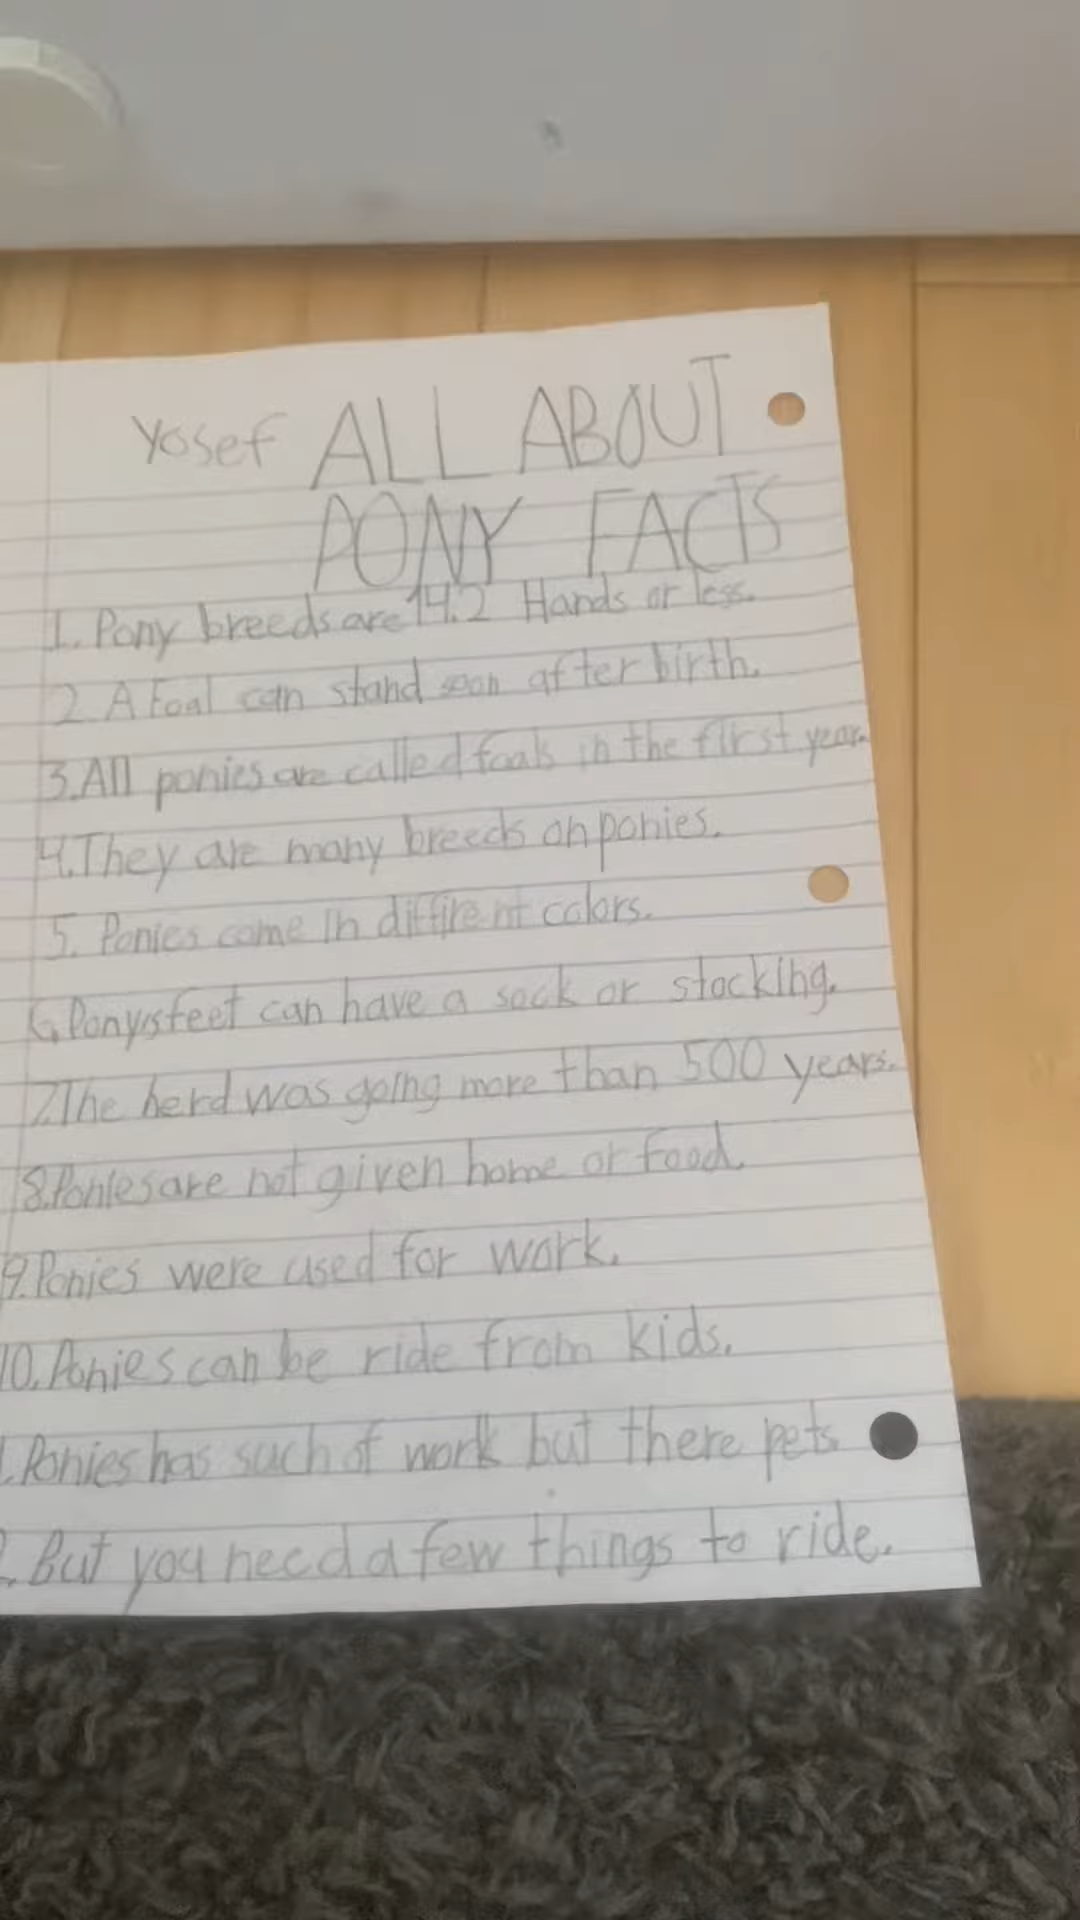 Yosef ALL ABOUT
PONY FACTS
1. Pony breeds are 14.2 Hands or less.
2. A Foal can stand soon after birth.
3. All ponies are called foals in the first year.
4. They are many breeds on ponies.
5. Ponies come in diffirent colors.
6. Ponys feet can have a sock or stocking.
7. The herd was going more than 500 years.
8. Ponies are not given home or food.
9. Ponies were used for work.
10. Ponies can be ride from kids.
. Ponies has such of work but there pets
. But you need a few things to ride.